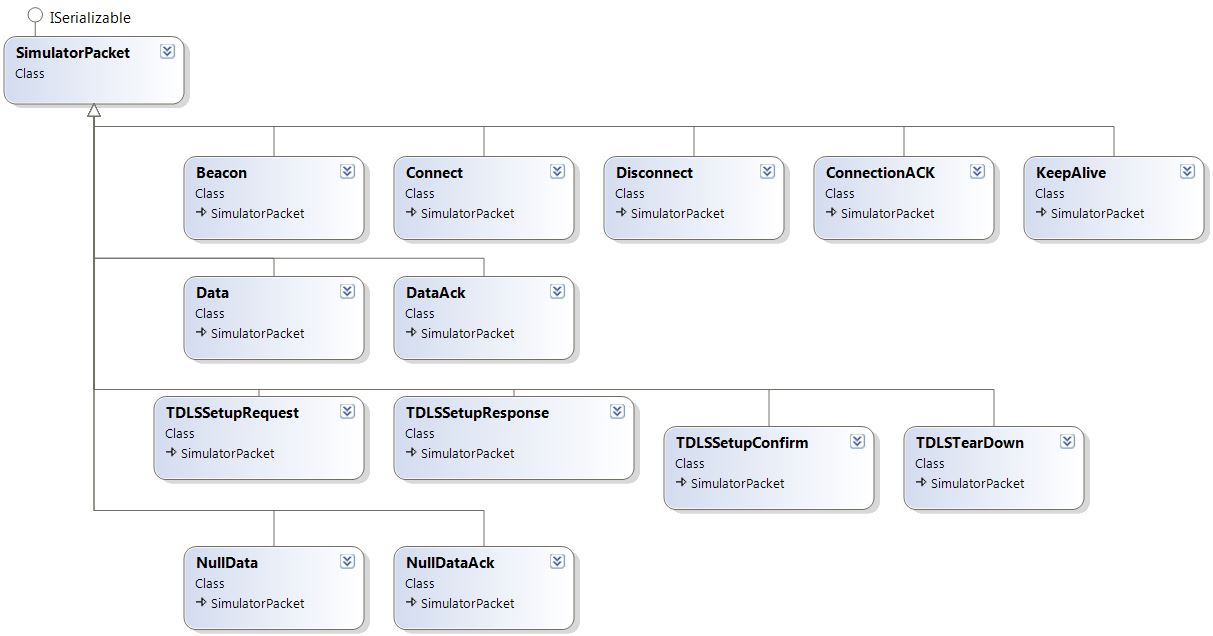 ISerializable
SimulatorPacket
Class
Beacon
Class
SimulatorPacket
Connect
Class
SimulatorPacket
Disconnect
Class
SimulatorPacket
ConnectionACK
Class
SimulatorPacket
KeepAlive
Class
SimulatorPacket
Data
Class
SimulatorPacket
DataAck
Class
SimulatorPacket
TDLSSetupRequest
Class
SimulatorPacket
TDLSSetupResponse
Class
SimulatorPacket
TDLSSetupConfirm
Class
SimulatorPacket
TDLSTearDown
Class
SimulatorPacket
NullData
Class
SimulatorPacket
NullDataAck
Class
SimulatorPacket